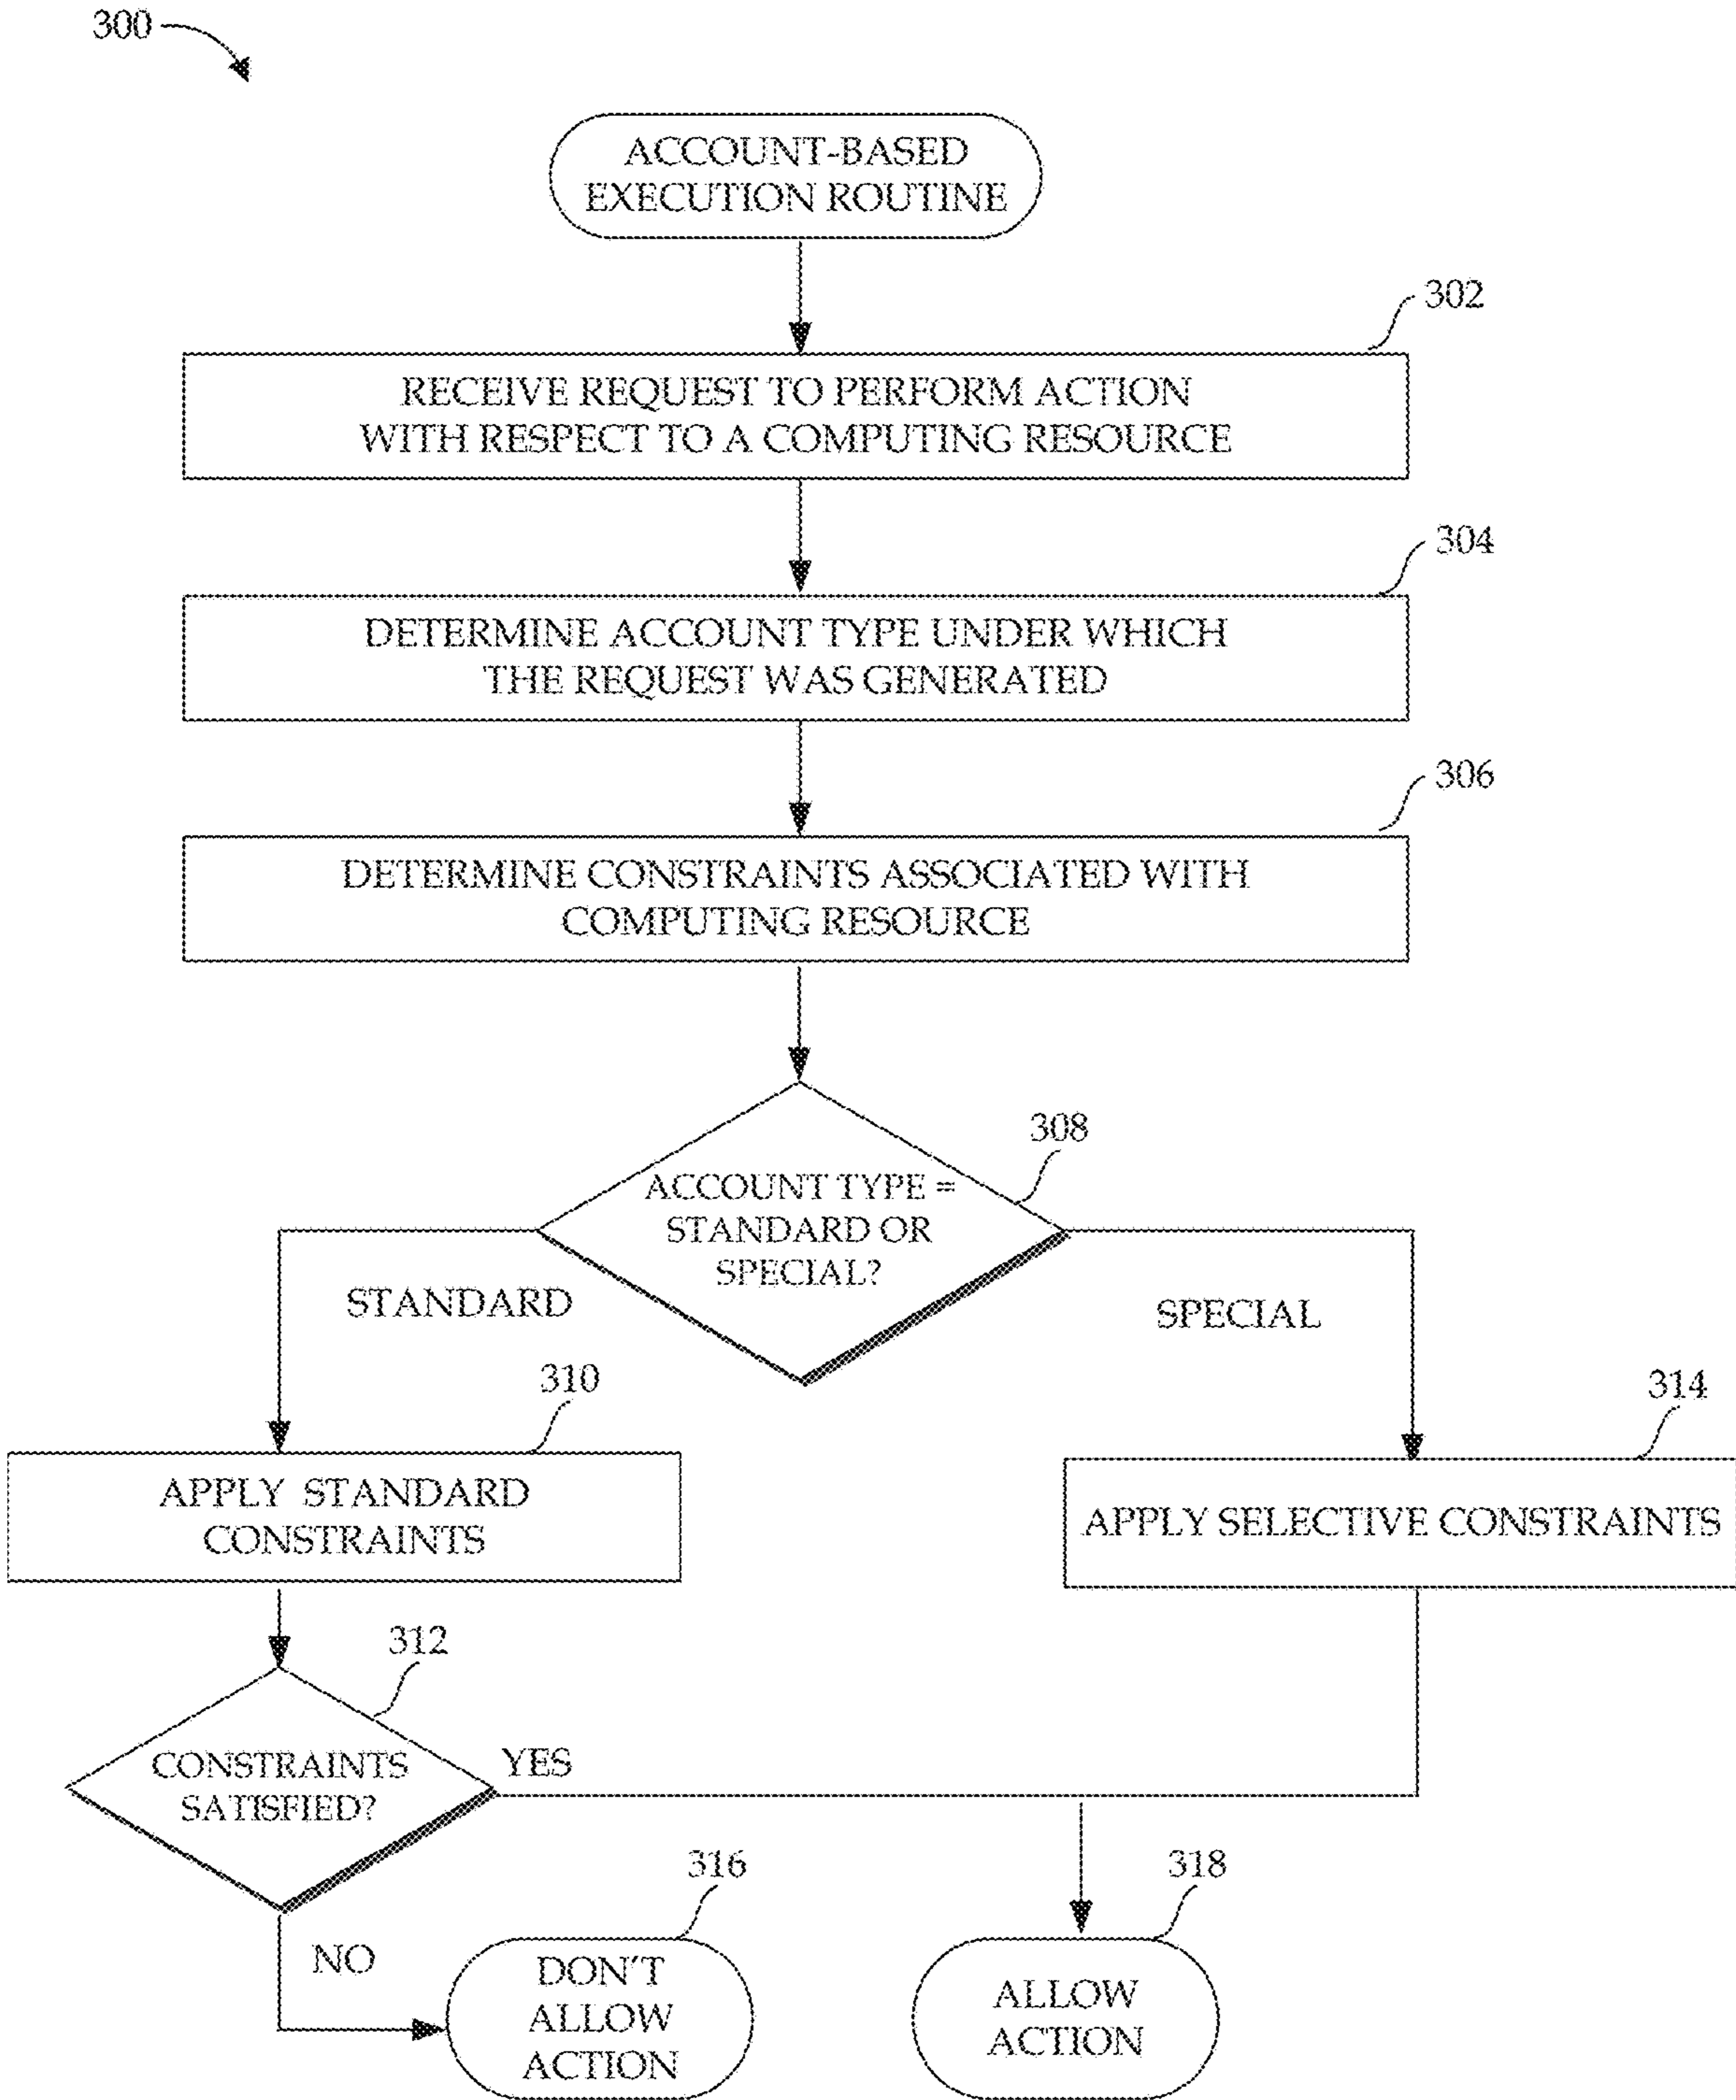 300
ACCOUNT-BASED
EXECUTION ROUTINE
302
RECEIVE REQUEST TO PERFORM ACTION
WITH RESPECT TO A COMPUTING RESOURCE
304
DETERMINE ACCOUNT TYPE UNDER WHICH
THE REQUEST WAS GENERATED
306
DETERMINE CONSTRAINTS ASSOCIATED WITH
COMPUTING RESOURCE
308
ACCOUNT TYPE =
STANDARD OR
SPECIAL?
STANDARD
SPECIAL
310
APPLY STANDARD
CONSTRAINTS
314
APPLY SELECTIVE CONSTRAINTS
312
CONSTRAINTS
SATISFIED?
YES
NO
316
DON'T
ALLOW
ACTION
318
ALLOW
ACTION